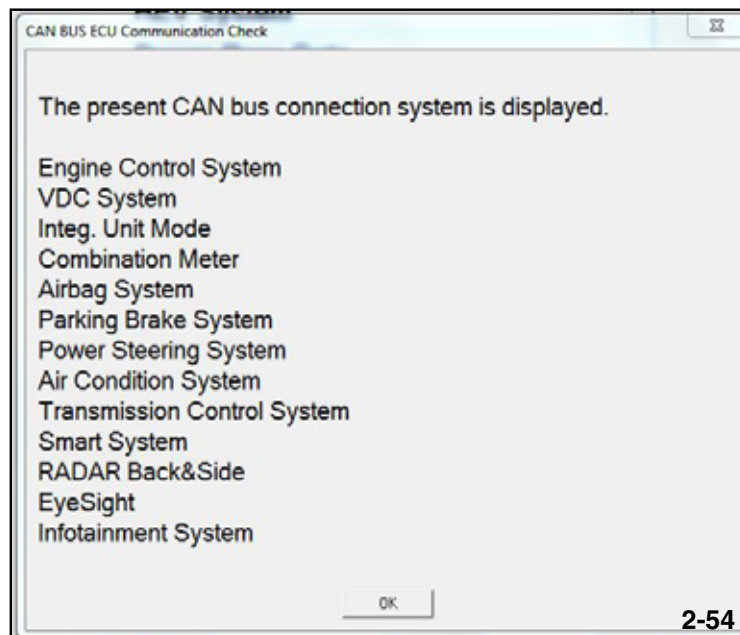 CAN BUS ECU Communication Check
The present CAN bus connection system is displayed.
Engine Control System
VDC System
Integ. Unit Mode
Combination Meter
Airbag System
Parking Brake System
Power Steering System
Air Condition System
Transmission Control System
Smart System
RADAR Back&Side
EyeSight
Infotainment System
OK
2-54